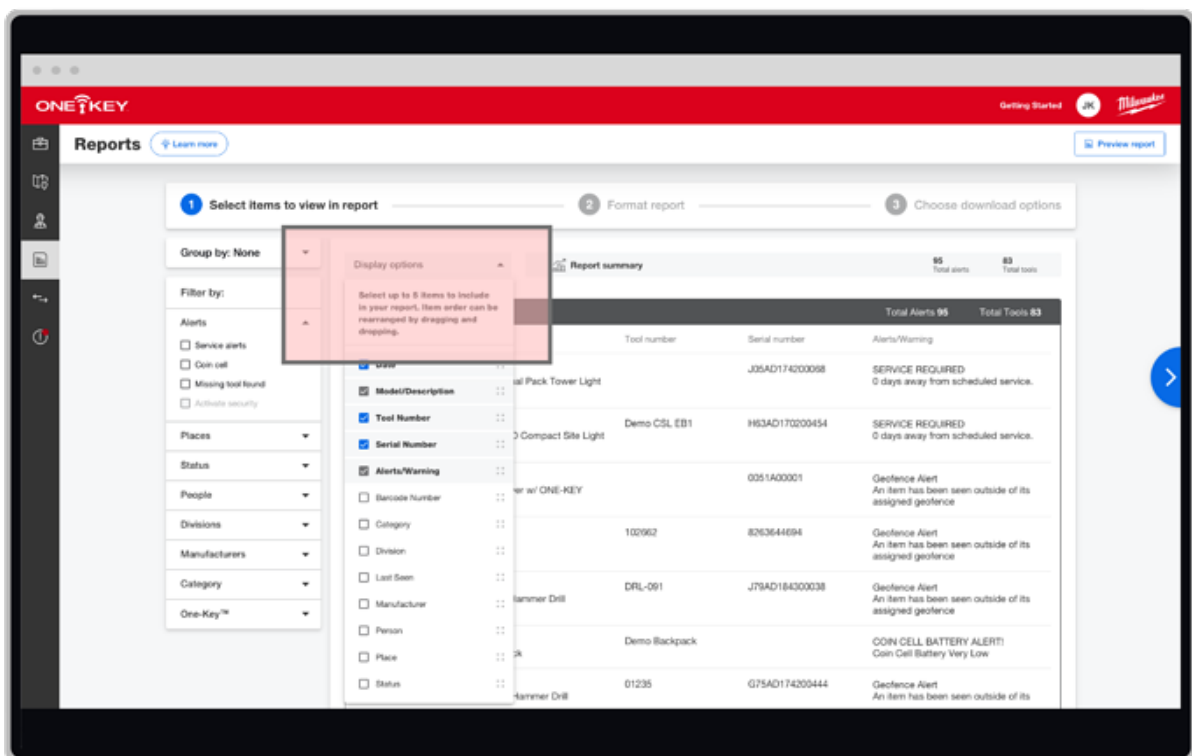 ONE KEY
Getting Started
JK
Milwaukee
Reports
Learn more
Preview report
1 Select items to view in report
2 Format report
3 Choose download options
Group by: None
Filter by:
Alerts
Service alerts
Coin cell
Missing tool found
Activate security
Places
Status
People
Divisions
Manufacturers
Category
One-Key™
Display options
Select up to 8 items to include
in your report. Item order can be
rearranged by dragging and
dropping.
Date
Model/Description
Tool Number
Serial Number
Alerts/Warning
Barcode Number
Category
Division
Last Seen
Manufacturer
Person
Place
Status
Report summary
95
Total alerts
83
Total tools
Total Alerts 95 Total Tools 83
Tool number Serial number Alerts/Warning
J05AD174200068 SERVICE REQUIRED
Pack Tower Light 0 days away from scheduled service.
Demo CSL EB1 H63AD170200454 SERVICE REQUIRED
Compact Site Light 0 days away from scheduled service.
0051A00001 Geofence Alert
w/ ONE-KEY An item has been seen outside of its
assigned geofence
102662 8263644694 Geofence Alert
An item has been seen outside of its
assigned geofence
DRL-091 J79AD184300038 Geofence Alert
Hammer Drill An item has been seen outside of its
assigned geofence
Demo Backpack COIN CELL BATTERY ALERT!
Coin Cell Battery Very Low
01235 G75AD174200444 Geofence Alert
Hammer Drill An item has been seen outside of its